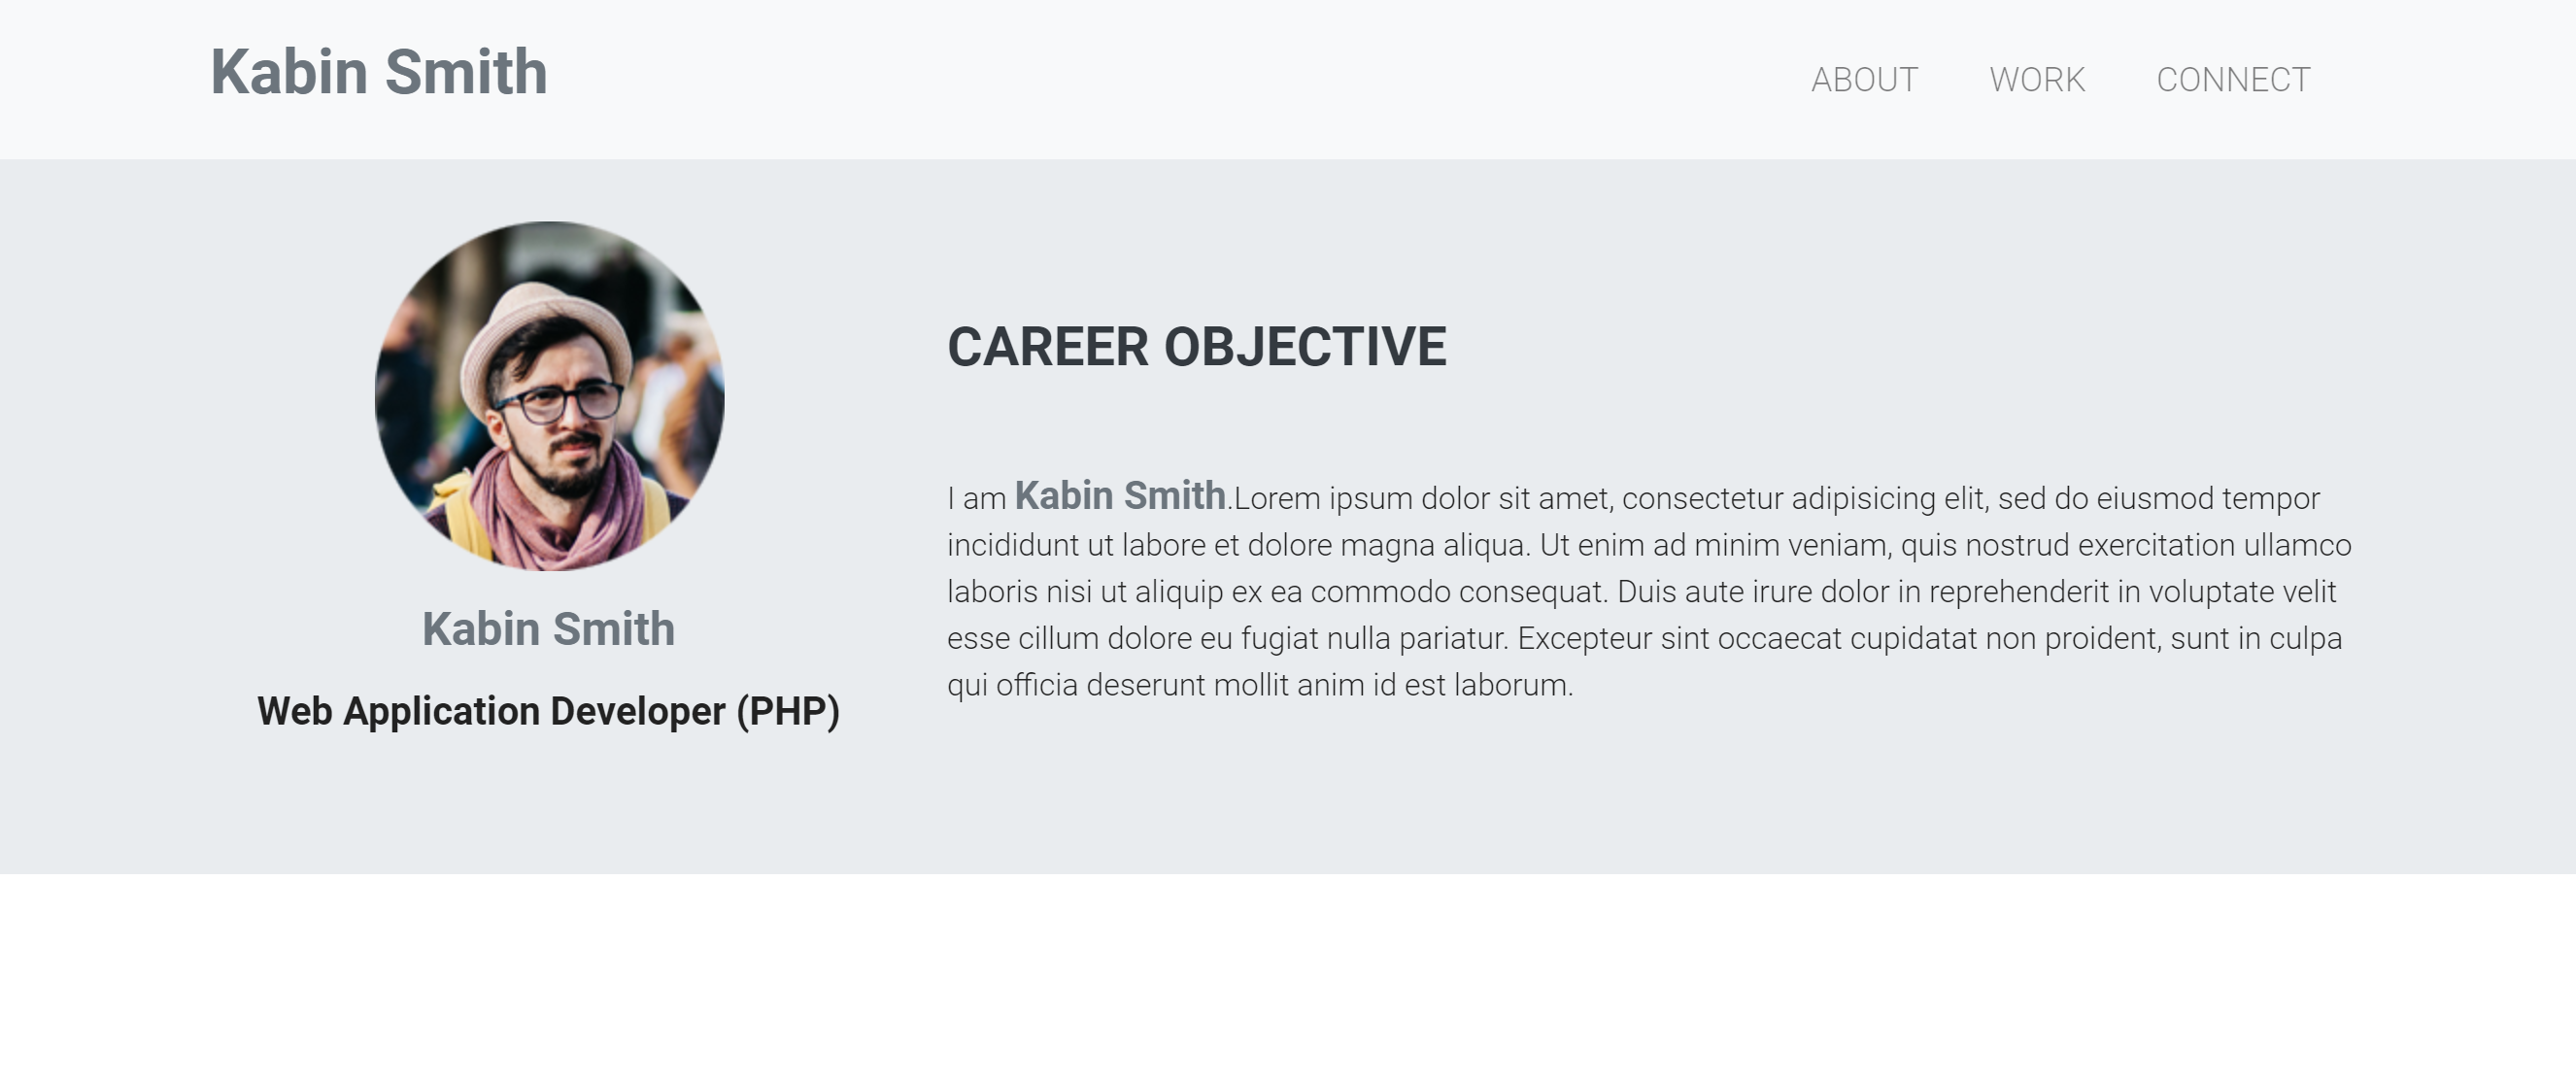 Kabin Smith
ABOUT WORK CONNECT
Kabin Smith
Web Application Developer (PHP)
CAREER OBJECTIVE
I am Kabin Smith.Lorem ipsum dolor sit amet, consectetur adipisicing elit, sed do eiusmod tempor
incididunt ut labore et dolore magna aliqua. Ut enim ad minim veniam, quis nostrud exercitation ullamco
laboris nisi ut aliquip ex ea commodo consequat. Duis aute irure dolor in reprehenderit in voluptate velit
esse cillum dolore eu fugiat nulla pariatur. Excepteur sint occaecat cupidatat non proident, sunt in culpa
qui officia deserunt mollit anim id est laborum.